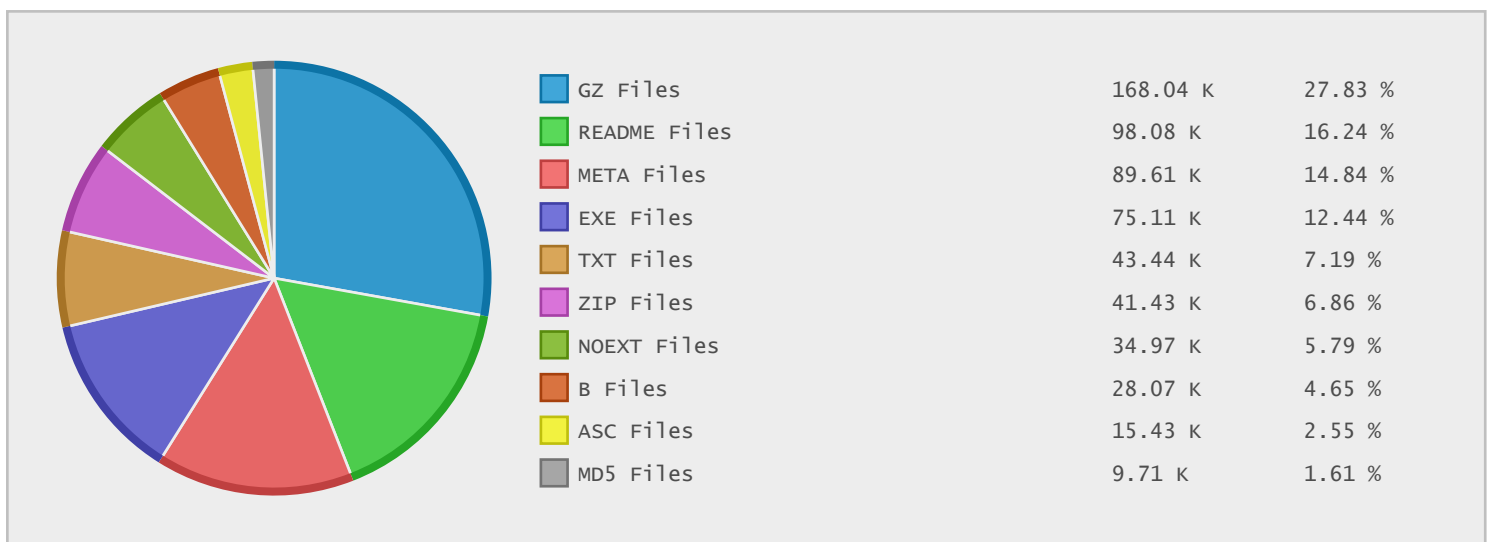 GZ Files 168.04 K 27.83 %
README Files 98.08 K 16.24 %
META Files 89.61 K 14.84 %
EXE Files 75.11 K 12.44 %
TXT Files 43.44 K 7.19 %
ZIP Files 41.43 K 6.86 %
NOEXT Files 34.97 K 5.79 %
B Files 28.07 K 4.65 %
ASC Files 15.43 K 2.55 %
MD5 Files 9.71 K 1.61 %